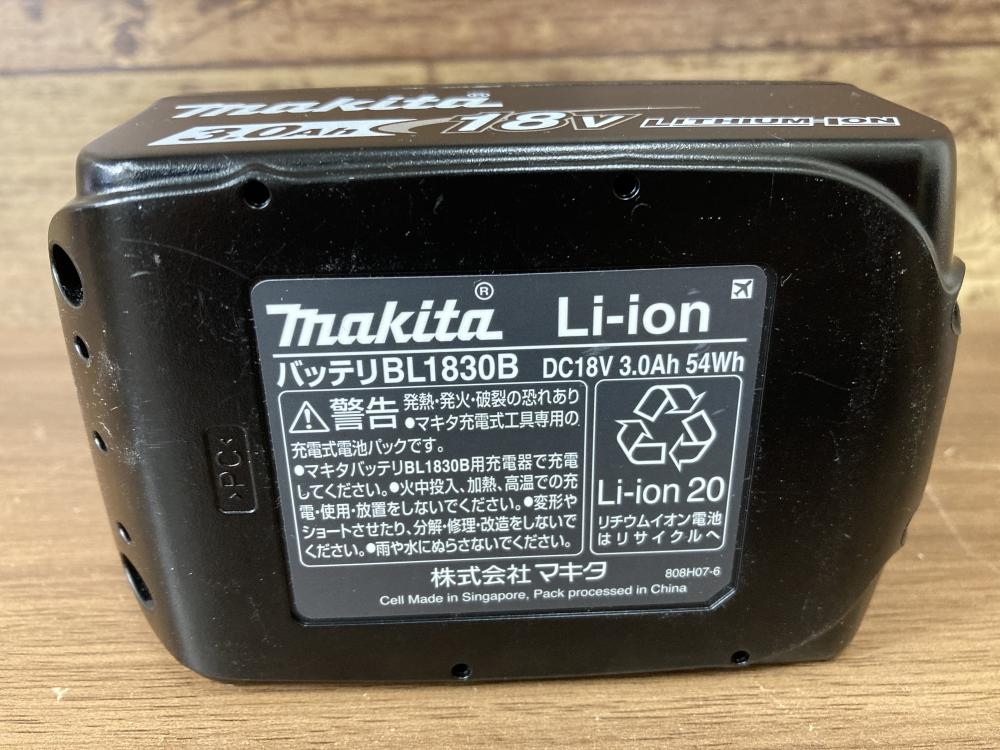 makita®
3.0Ah 18V LITHIUM-ION
makita® Li-ion
バッテリBL1830B DC18V 3.0Ah 54Wh
警告 発熱・発火・破裂の恐れあり
●マキタ充電式工具専用の
充電式電池パックです。
●マキタバッテリBL1830B用充電器で充電
してください。●火中投入、加熱、高温での充
電・使用・放置をしないでください。●変形や
ショートさせたり、分解・修理・改造をしないで
ください。●雨や水にぬらさないでください。
Li-ion 20
リチウムイオン電池
はリサイクルへ
株式会社マキタ
808H07-6
Cell Made in Singapore, Pack processed in China
>PC<